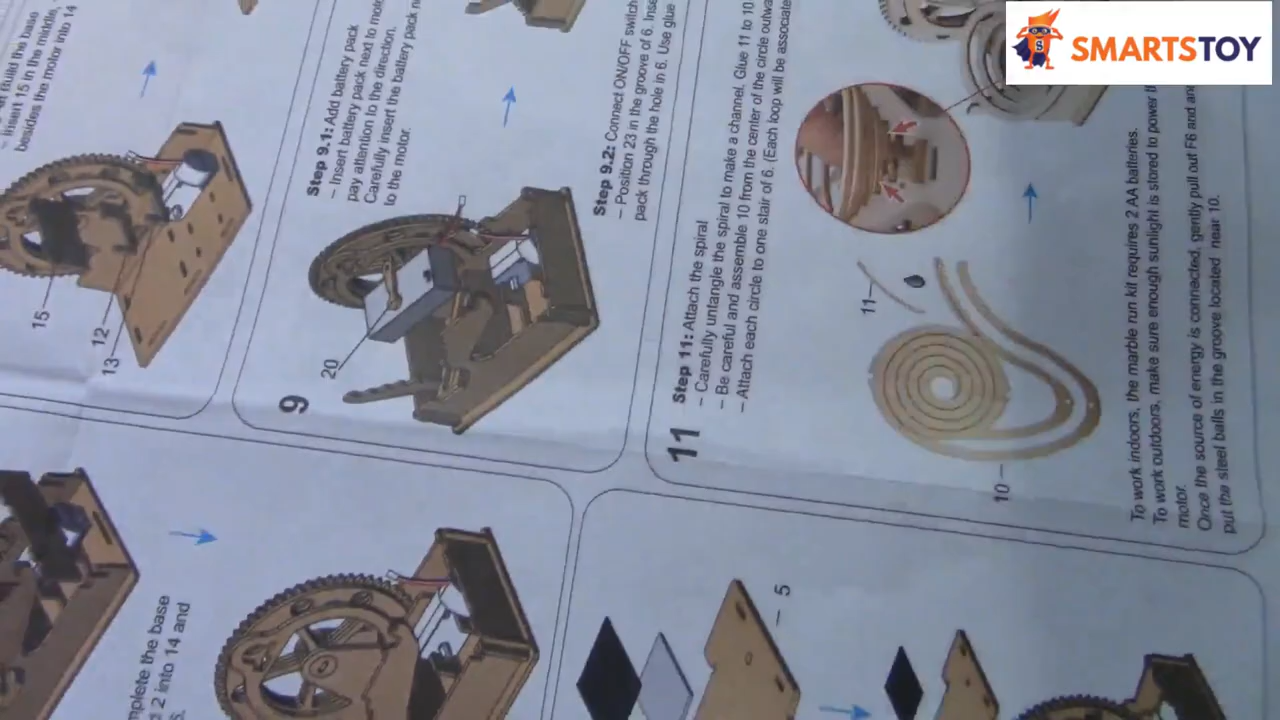 SMARTSTOY
S
Build the base
– Insert 15 in the middle,
besides the motor into 14
15
12
13
9
Step 9.1: Add battery pack
– Insert battery pack next to
pay attention to the direction.
Carefully insert the battery pack
to the motor.
20
Step 9.2: Connect ON/OFF switch
– Position 23 in the groove of 6.
pack through the hole in 6. Use glue
11
Step 11: Attach the spiral
– Carefully untangle the spiral to make a channel. Glue 11 to 10
– Be careful and assemble 10 from the center of the circle
– Attach each circle to one stair of 6. (Each loop will be
11
10
To work indoors, the marble run kit requires 2 AA batteries.
To work outdoors, make sure enough sunlight is stored to power
motor.
Once the source of energy is connected, gently pull out F6 and
put the steel balls in the groove located near 10.
the base
2 into 14 and
5